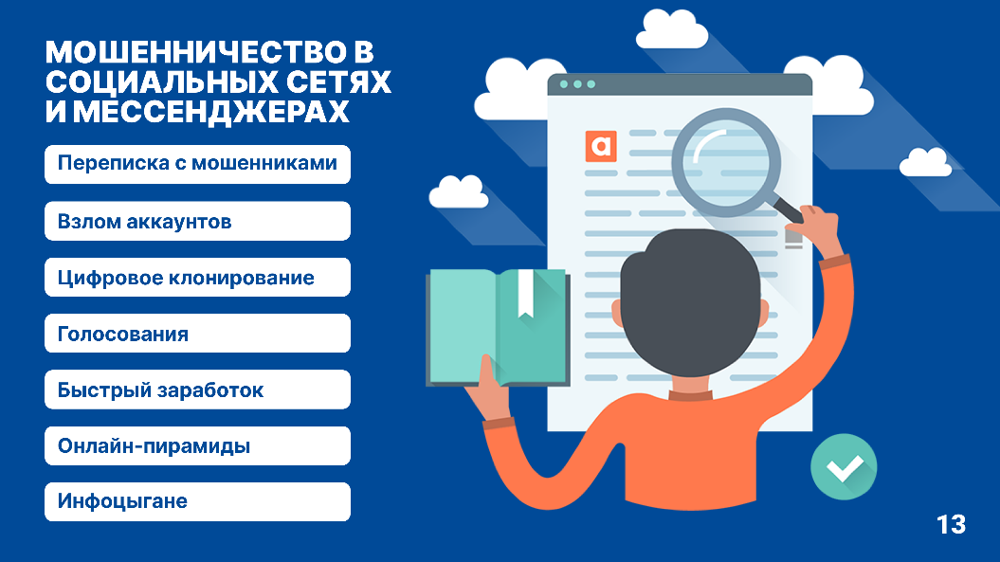 МОШЕННИЧЕСТВО В
СОЦИАЛЬНЫХ СЕТЯХ
И МЕССЕНДЖЕРАХ
Переписка с мошенниками
Взлом аккаунтов
Цифровое клонирование
Голосования
Быстрый заработок
Онлайн-пирамиды
Инфоцыгане
a
13